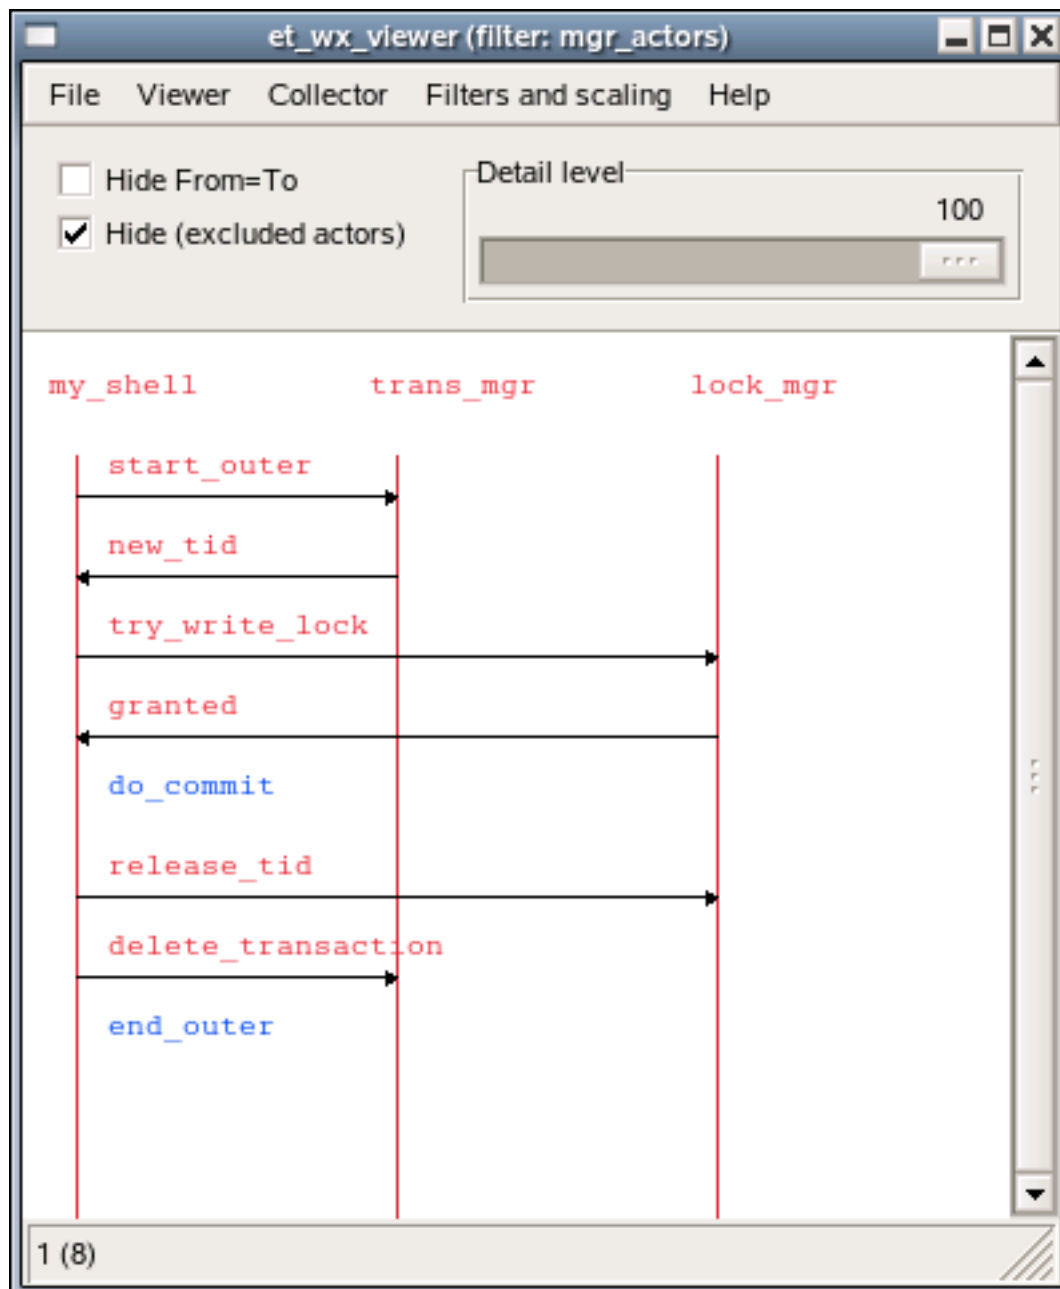 et_wx_viewer (filter: mgr_actors)
File Viewer Collector Filters and scaling Help
Hide From=To
Hide (excluded actors)
Detail level
100
my_shell trans_mgr lock_mgr
start_outer
new_tid
try_write_lock
granted
do_commit
release_tid
delete_transaction
end_outer
1 (8)